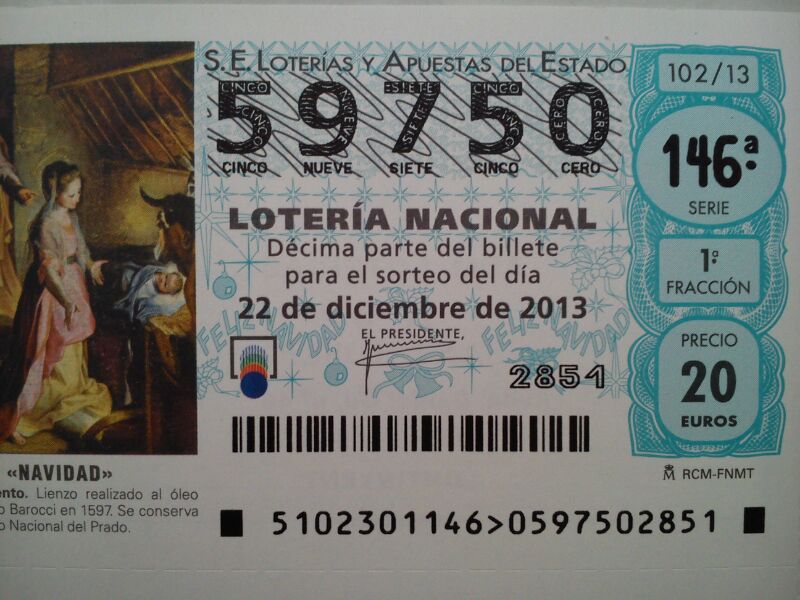 S.E. LOTERÍAS Y APUESTAS DEL ESTADO
59750
CINCO NUEVE SIETE CINCO CERO
102/13
146.ª
SERIE
LOTERÍA NACIONAL
Décima parte del billete
para el sorteo del día
22 de diciembre de 2013
1.ª
FRACCIÓN
FELIZ NAVIDAD
FELIZ NAVIDAD
EL PRESIDENTE,
2854
PRECIO
20
EUROS
«NAVIDAD»
ento. Lienzo realizado al óleo
o Barocci en 1597. Se conserva
o Nacional del Prado.
RCM-FNMT
5102301146>0597502851